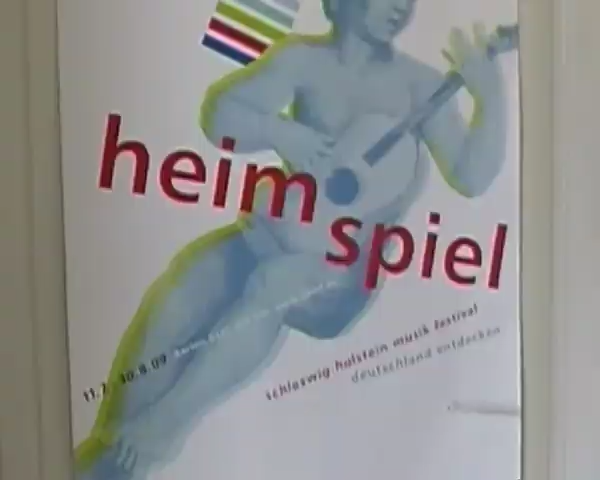 heim
spiel
schleswig holstein musik festival
deutschland entdecken
11.7. 30.8.09